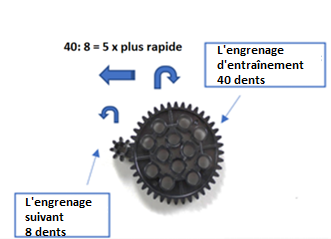 40: 8 = 5 x plus rapide
L'engrenage
d'entraînement
40 dents
L'engrenage
suivant
8 dents